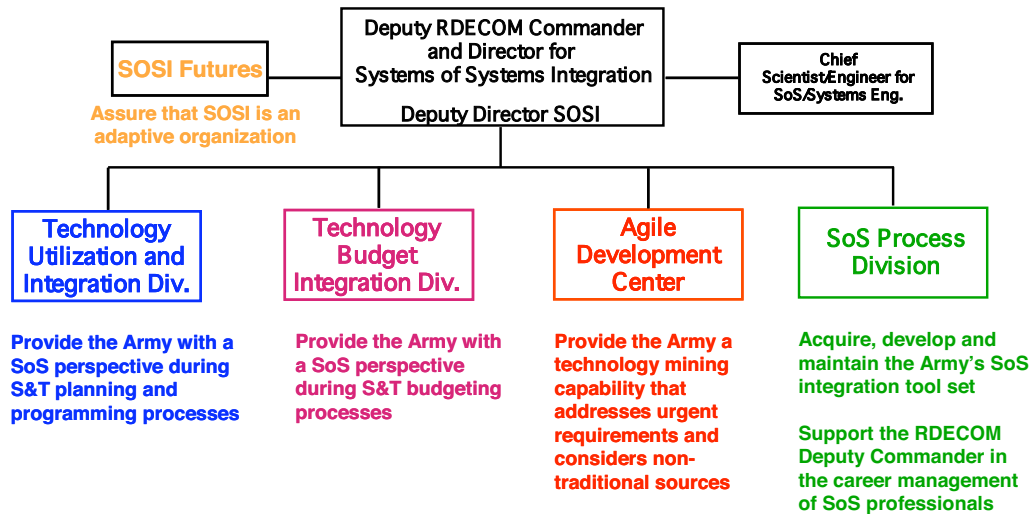 Deputy RDECOM Commander
and Director for
Systems of Systems Integration
Deputy Director SOSI
SOSI Futures
Assure that SOSI is an
adaptive organization
Chief
Scientist/Engineer for
SoS/Systems Eng.
Technology
Utilization and
Integration Div.
Provide the Army with a
SoS perspective during
S&T planning and
programming processes
Technology
Budget
Integration Div.
Provide the Army with
a SoS perspective
during S&T budgeting
processes
Agile
Development
Center
Provide the Army a
technology mining
capability that
addresses urgent
requirements and
considers non-
traditional sources
SoS Process
Division
Acquire, develop and
maintain the Army's SoS
integration tool set
Support the RDECOM
Deputy Commander in
the career management
of SoS professionals